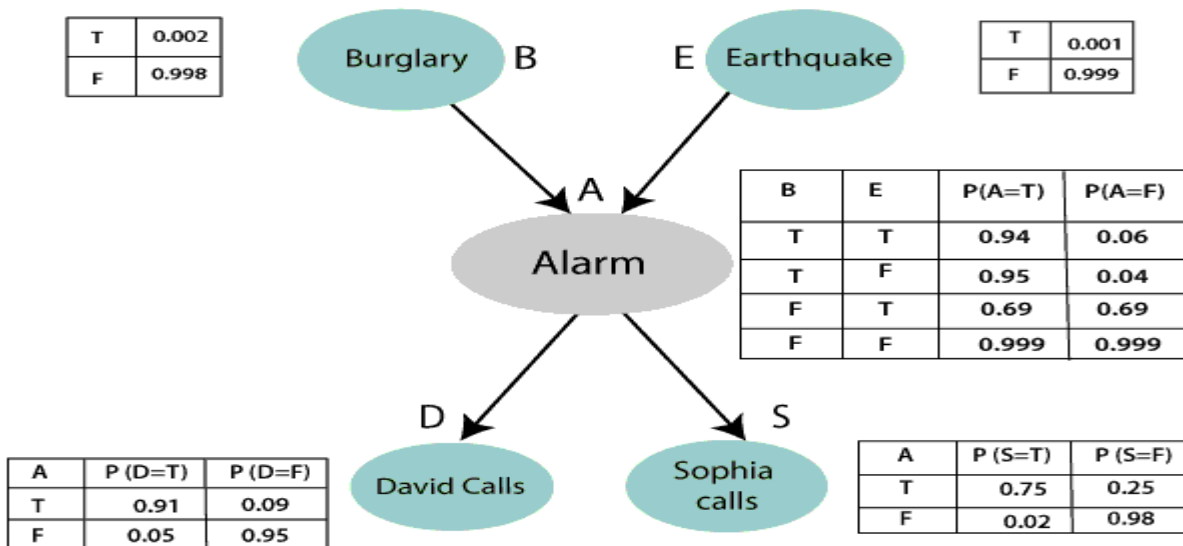 T 0.002
F 0.998
Burglary B
E Earthquake
T 0.001
F 0.999
A
Alarm
B E P(A=T) P(A=F)
T T 0.94 0.06
T F 0.95 0.04
F T 0.69 0.69
F F 0.999 0.999
D
S
A P (D=T) P (D=F)
T 0.91 0.09
F 0.05 0.95
David Calls
Sophia
calls
A P (S=T) P (S=F)
T 0.75 0.25
F 0.02 0.98